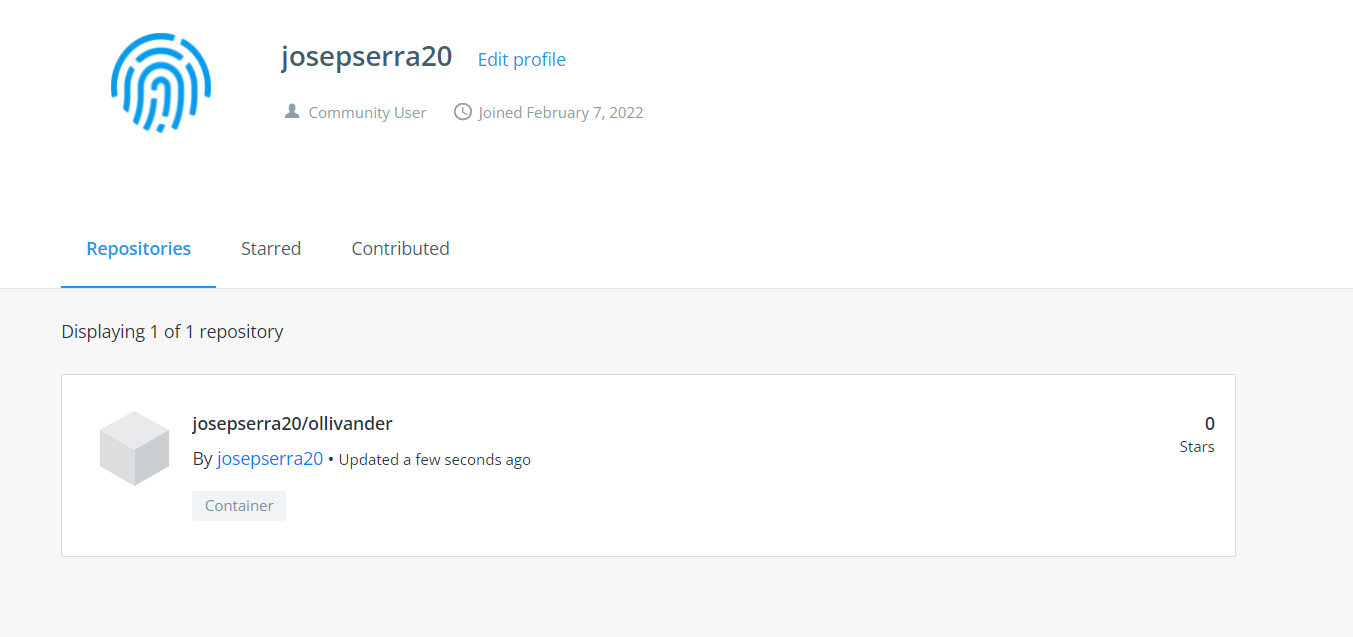 josepserra20 Edit profile
Community User Joined February 7, 2022
Repositories Starred Contributed
Displaying 1 of 1 repository
josepserra20/ollivander 0
Stars
By josepserra20 • Updated a few seconds ago
Container